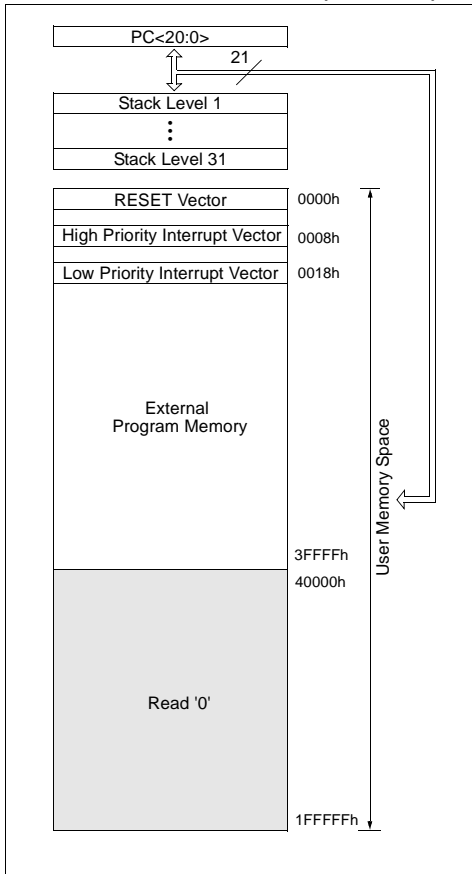 PC<20:0>
21
Stack Level 1
Stack Level 31
RESET Vector
0000h
High Priority Interrupt Vector
0008h
Low Priority Interrupt Vector
0018h
External
Program Memory
User Memory Space
3FFFFh
40000h
Read '0'
1FFFFFh